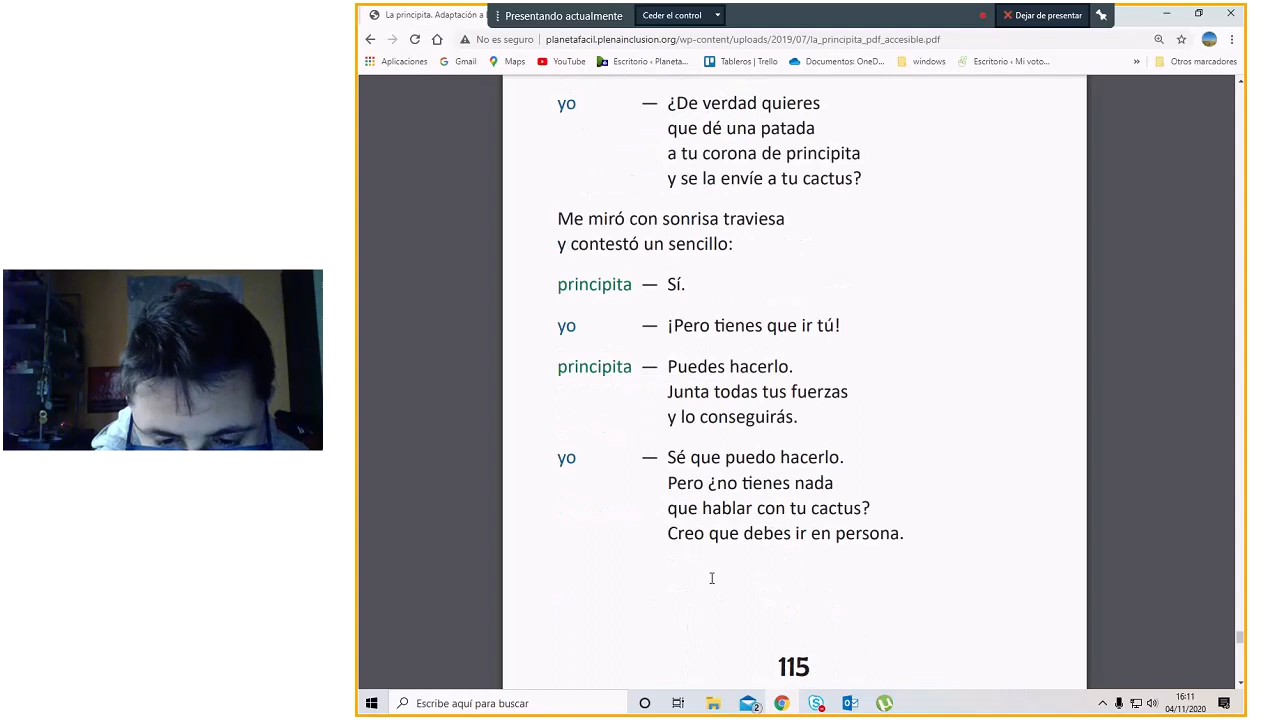 La principita. Adaptación a L
Presentando actualmente
Ceder el control
Dejar de presentar
No es seguro
planetafacil.plenainclusion.org/wp-content/uploads/2019/07/la_principita_pdf_accesible.pdf
Aplicaciones
Gmail
Maps
YouTube
Escritorio ‹ Planeta...
Tableros | Trello
Documentos: OneD...
windows
Escritorio ‹ Mi voto...
»
Otros marcadores
yo — ¿De verdad quieres
que dé una patada
a tu corona de principita
y se la envíe a tu cactus?
Me miró con sonrisa traviesa
y contestó un sencillo:
principita — Sí.
yo — ¡Pero tienes que ir tú!
principita — Puedes hacerlo.
Junta todas tus fuerzas
y lo conseguirás.
yo — Sé que puedo hacerlo.
Pero ¿no tienes nada
que hablar con tu cactus?
Creo que debes ir en persona.
115
Escribe aquí para buscar
2
16:11
04/11/2020